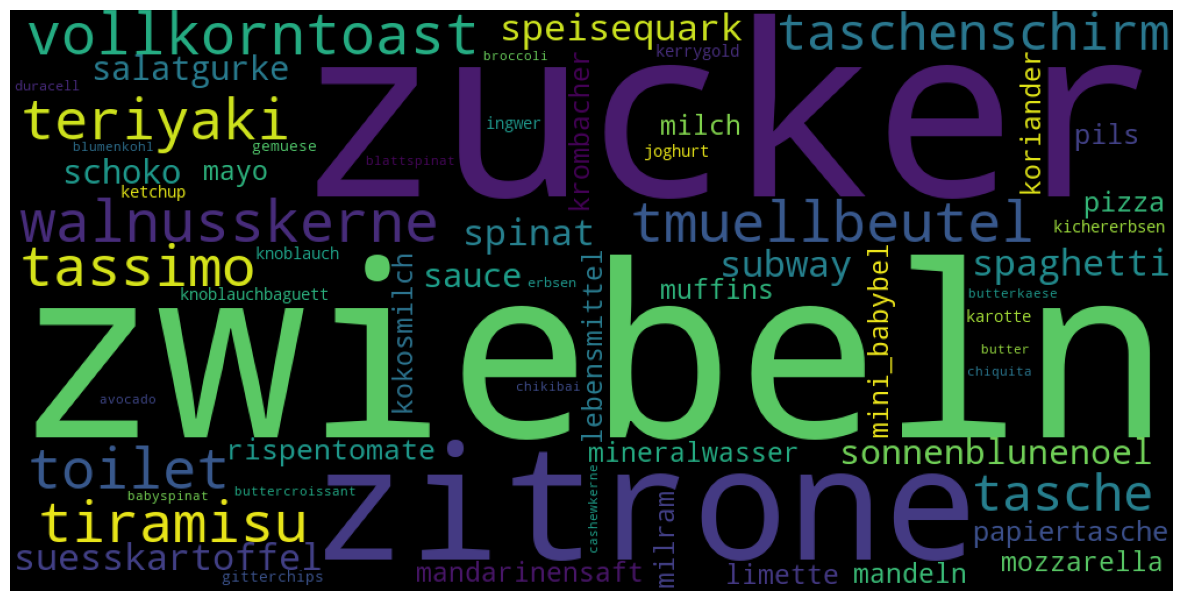 vollkorntoast
speisequark
taschenschirm
zucker
broccoli
kerrygold
salatgurke
duracell
krombacher
koriander
teriyaki
ingwer
milch
pils
blumenkohl
gemuese
joghurt
schoko
mayo
blattspinat
ketchup
walnusskerne
tmuellbeutel
pizza
spinat
kichererbsen
tassimo
knoblauch
kokosmilch
sauce
erbsen
lebensmittel
subway
mini_babybel
spaghetti
knoblauchbaguett
muffins
butterkaese
karotte
zwiebeln
butter
chiquita
chikibai
avocado
rispentomate
mineralwasser
sonnenblunenoel
toilet
zitrone
babyspinat
buttercroissant
cashewkerne
milram
tasche
tiramisu
papiertasche
suesskartoffel
gitterchips
mandarinensaft
limette
mandeln
mozzarella